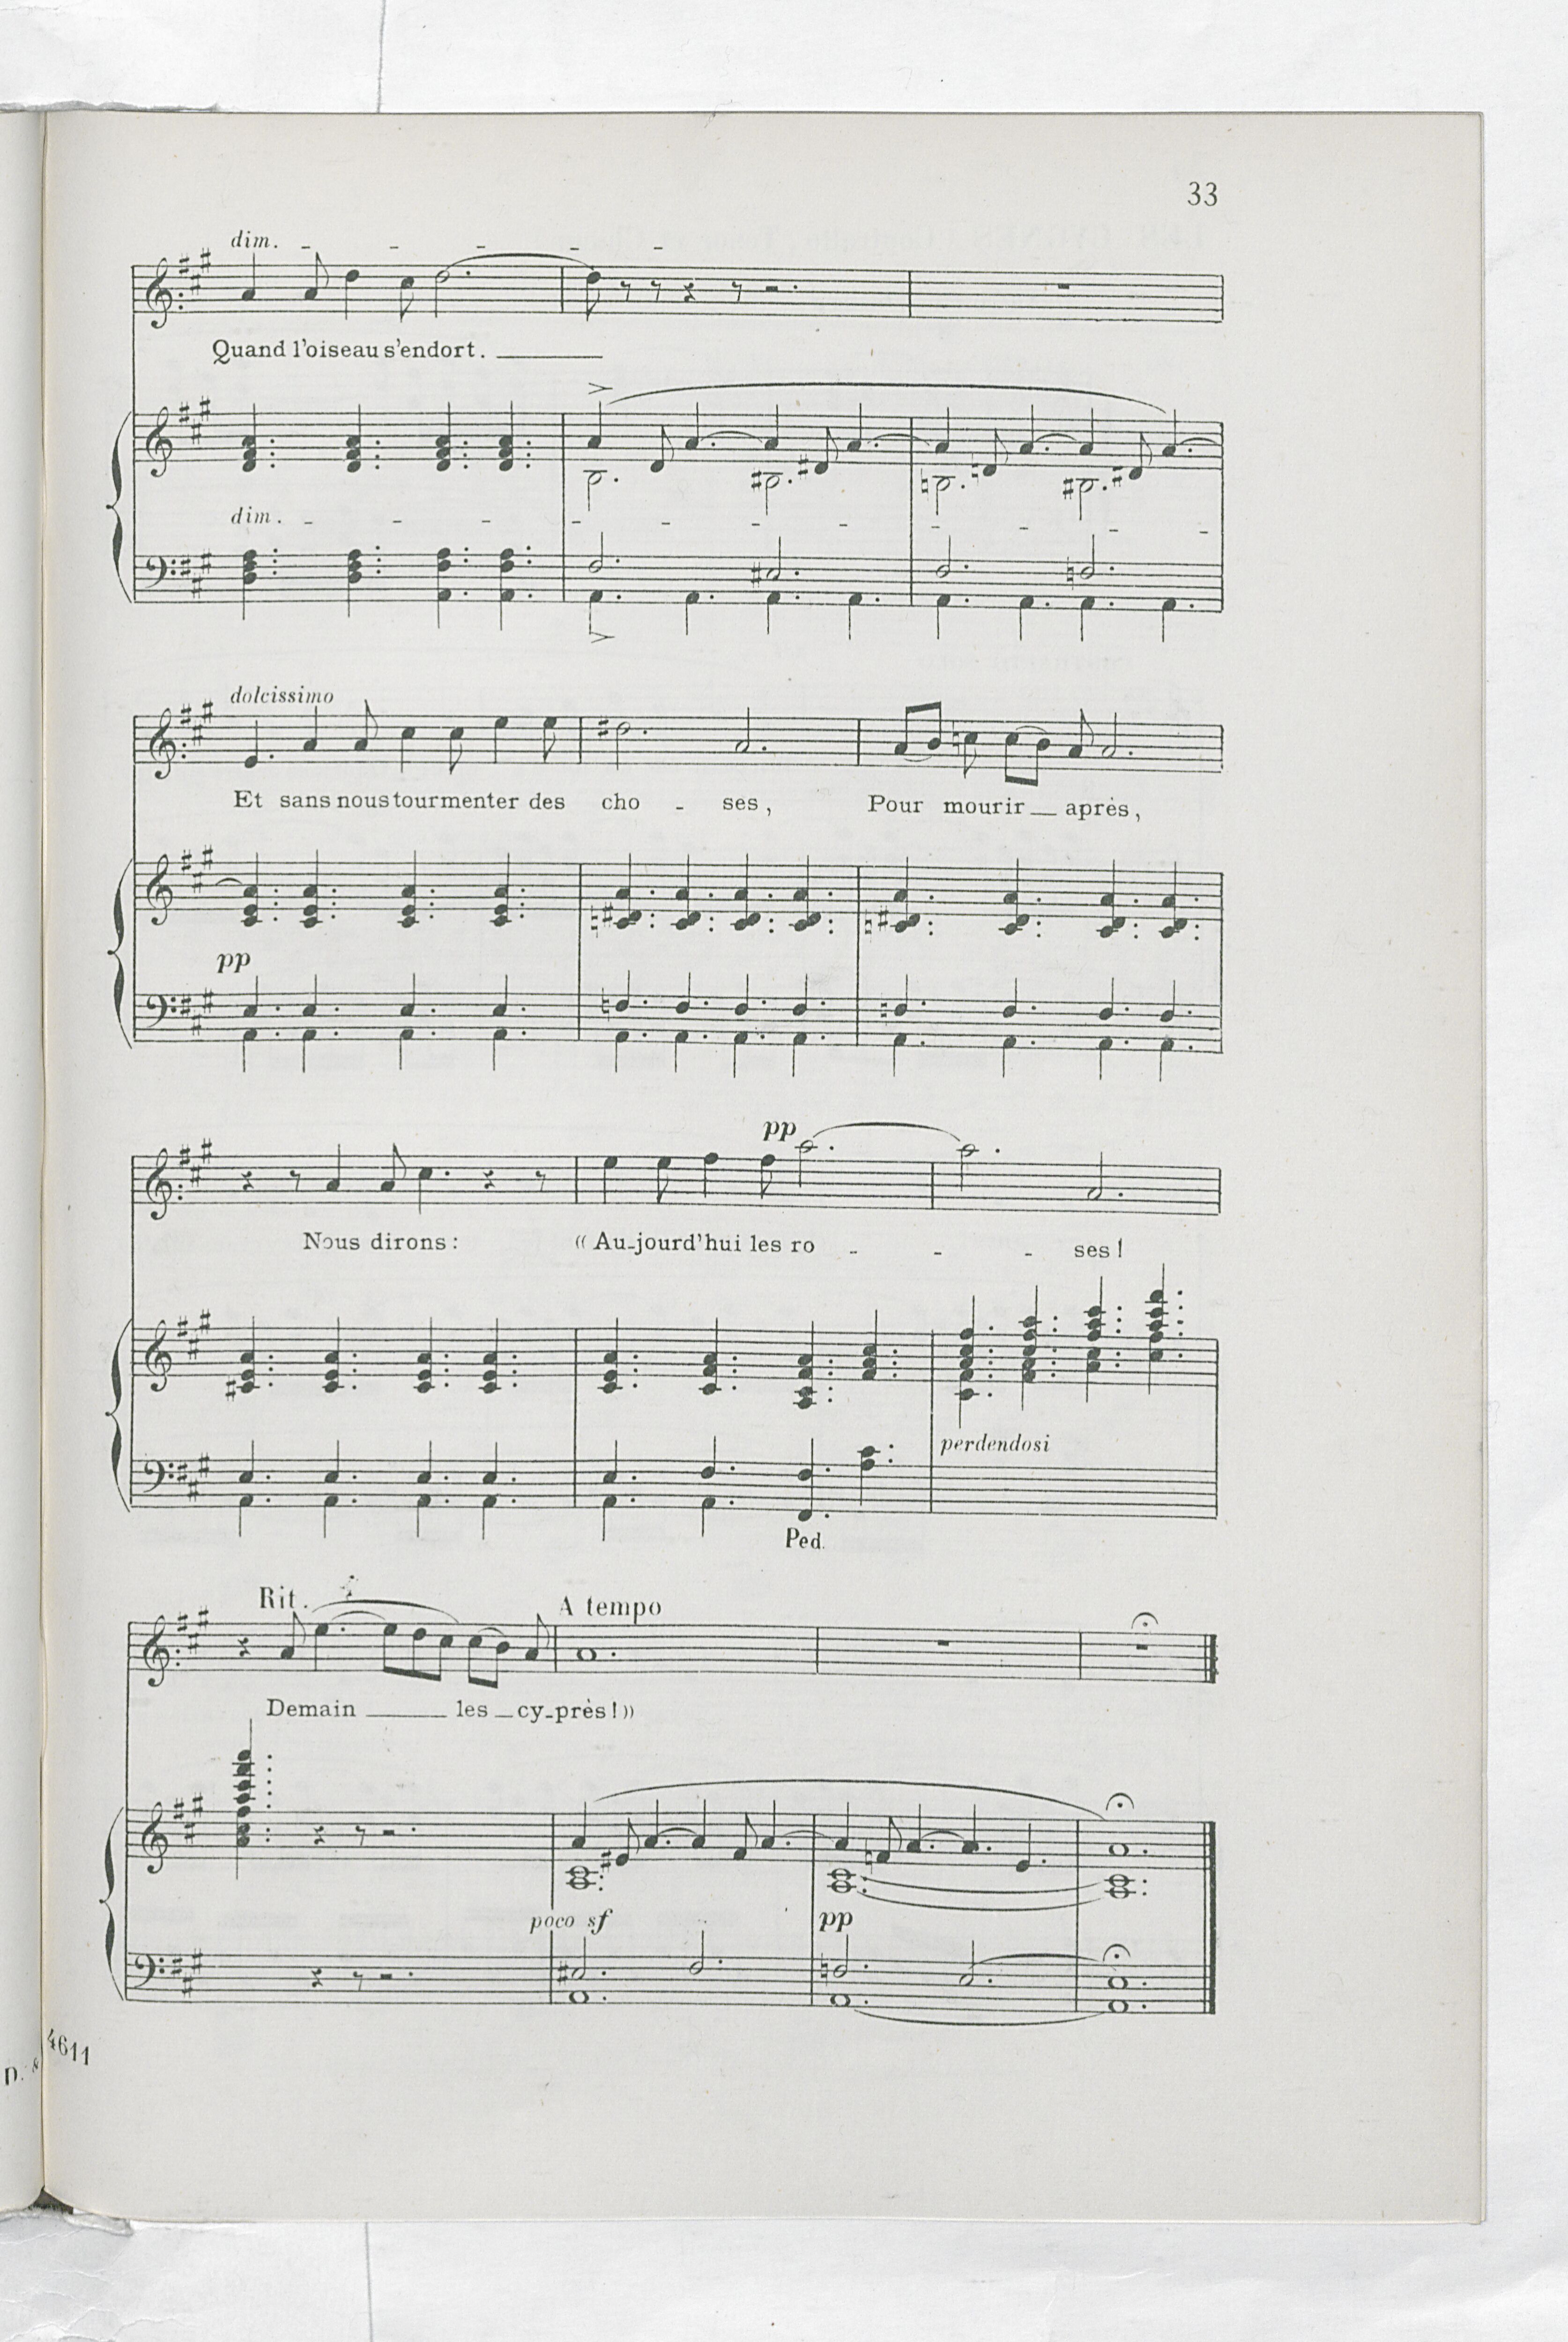 33
dim. - - - - -
Quand l'oiseau s'endort. ______
dim. - - - - - - - - - - -
dolcissimo
Et sans nous tourmenter des cho - ses, Pour mourir _ après,
pp
pp
Nous dirons: « Au-jourd'hui les ro - - - ses!
perdendosi
Ped.
Rit. A tempo
Demain ____ les _ cy-près!»
poco sf pp
D. & 4611